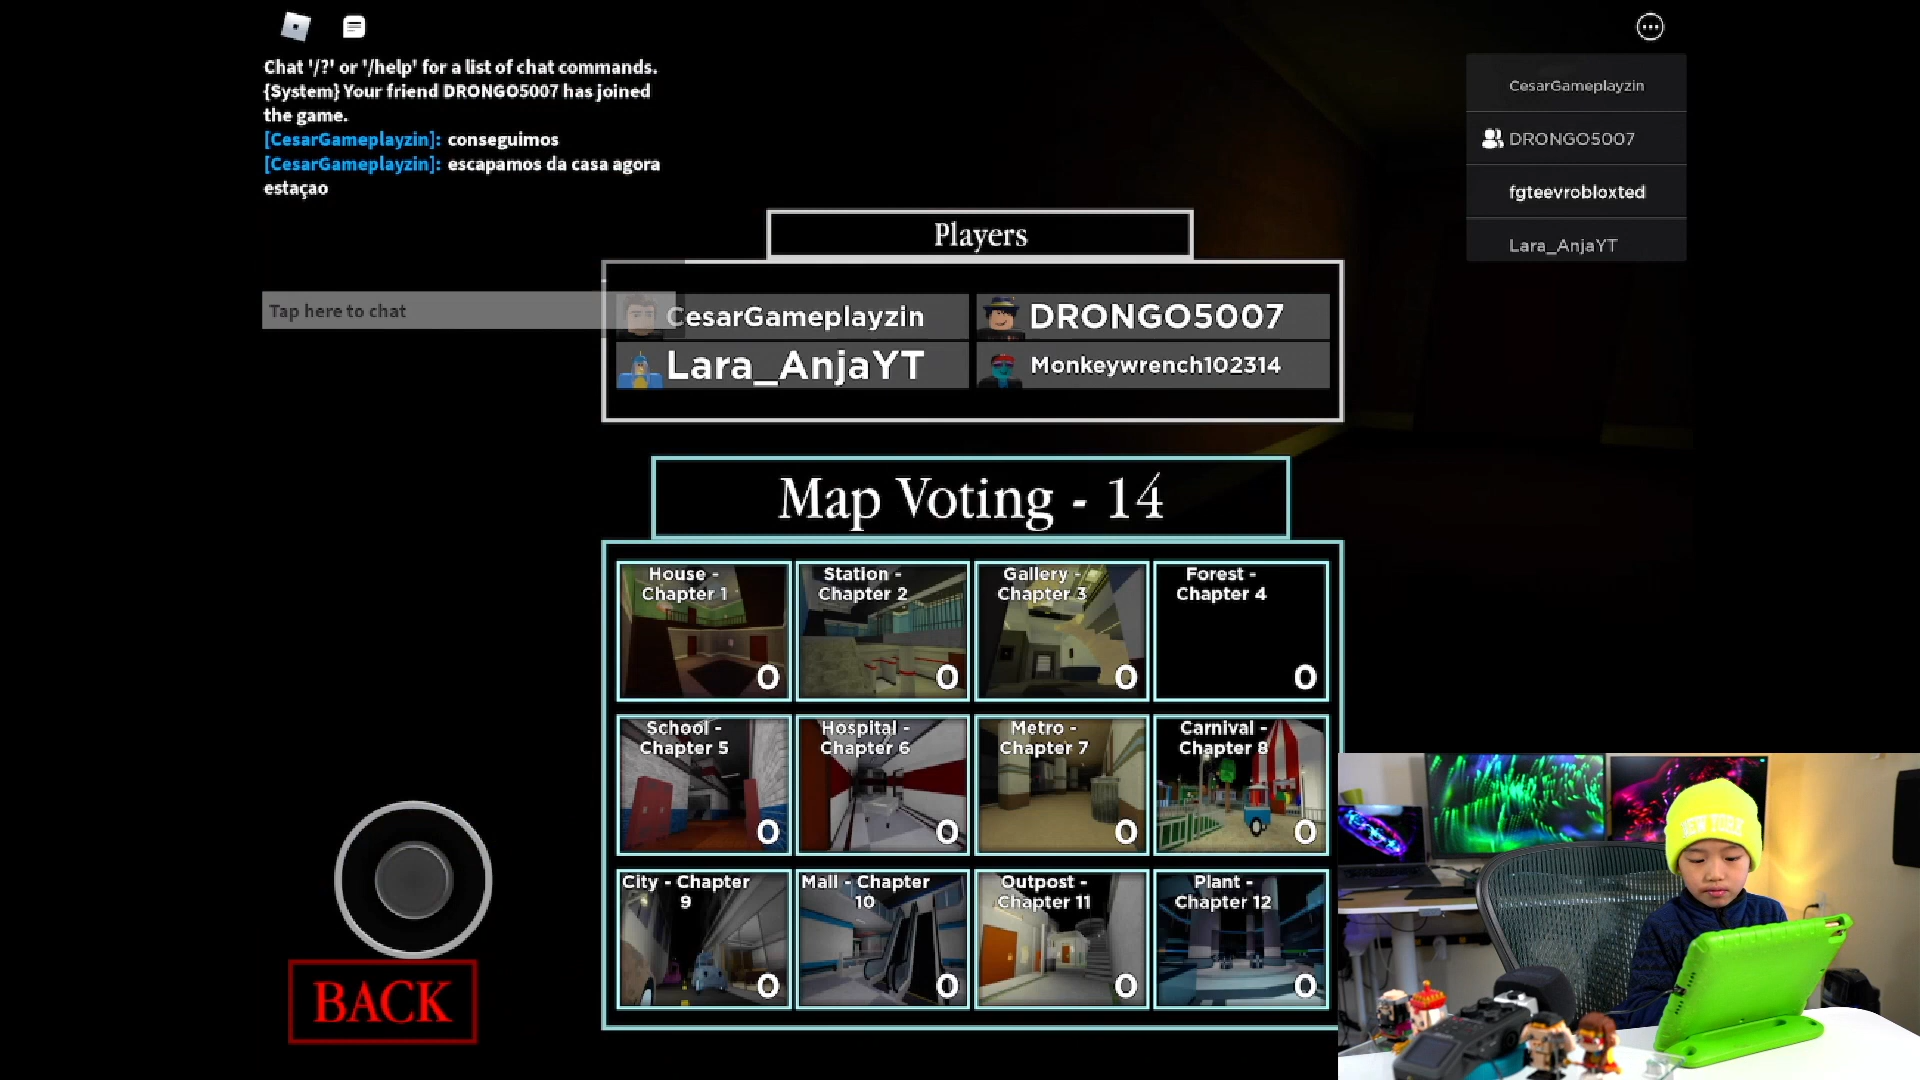 Chat '/?' or '/help' for a list of chat commands.
{System} Your friend DRONGO5007 has joined
the game.
[CesarGameplayzin]: conseguimos
[CesarGameplayzin]: escapamos da casa agora
estaçao
Tap here to chat
CesarGameplayzin
DRONGO5007
fgteevrobloxted
Lara_AnjaYT
Players
CesarGameplayzin
DRONGO5007
Lara_AnjaYT
Monkeywrench102314
Map Voting - 14
House -
Chapter 1
0
Station -
Chapter 2
0
Gallery -
Chapter 3
0
Forest -
Chapter 4
0
School -
Chapter 5
0
Hospital -
Chapter 6
0
Metro -
Chapter 7
0
Carnival -
Chapter 8
0
City - Chapter
9
0
Mall - Chapter
10
0
Outpost -
Chapter 11
0
Plant -
Chapter 12
0
BACK
NEW YORK